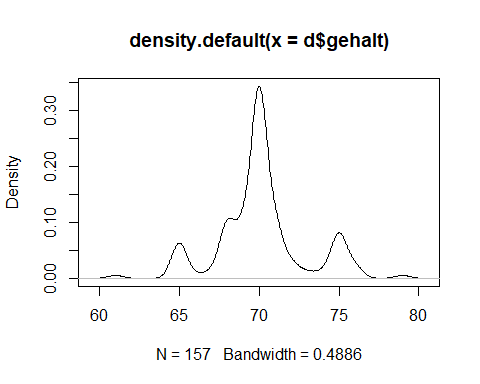 density.default(x = d$gehalt)
Density
0.30
0.20
0.10
0.00
60 65 70 75 80
N = 157 Bandwidth = 0.4886